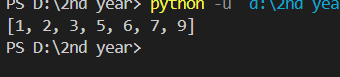 PS D:\2nd year> python -u "d:\2nd yea
[1, 2, 3, 5, 6, 7, 9]
PS D:\2nd year>